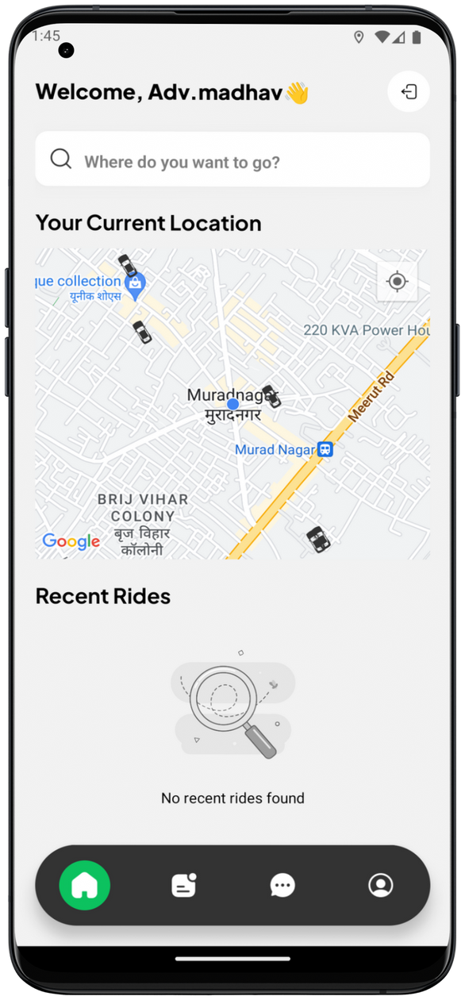 1:45
Welcome, Adv.madhav👋
Where do you want to go?
Your Current Location
que collection
यूनीक शोएस
220 KVA Power Hou
Muradnagar
मुरादनगर
Meerut Rd
Murad Nagar
BRIJ VIHAR
COLONY
बृज विहार
कॉलोनी
Google
Recent Rides
No recent rides found